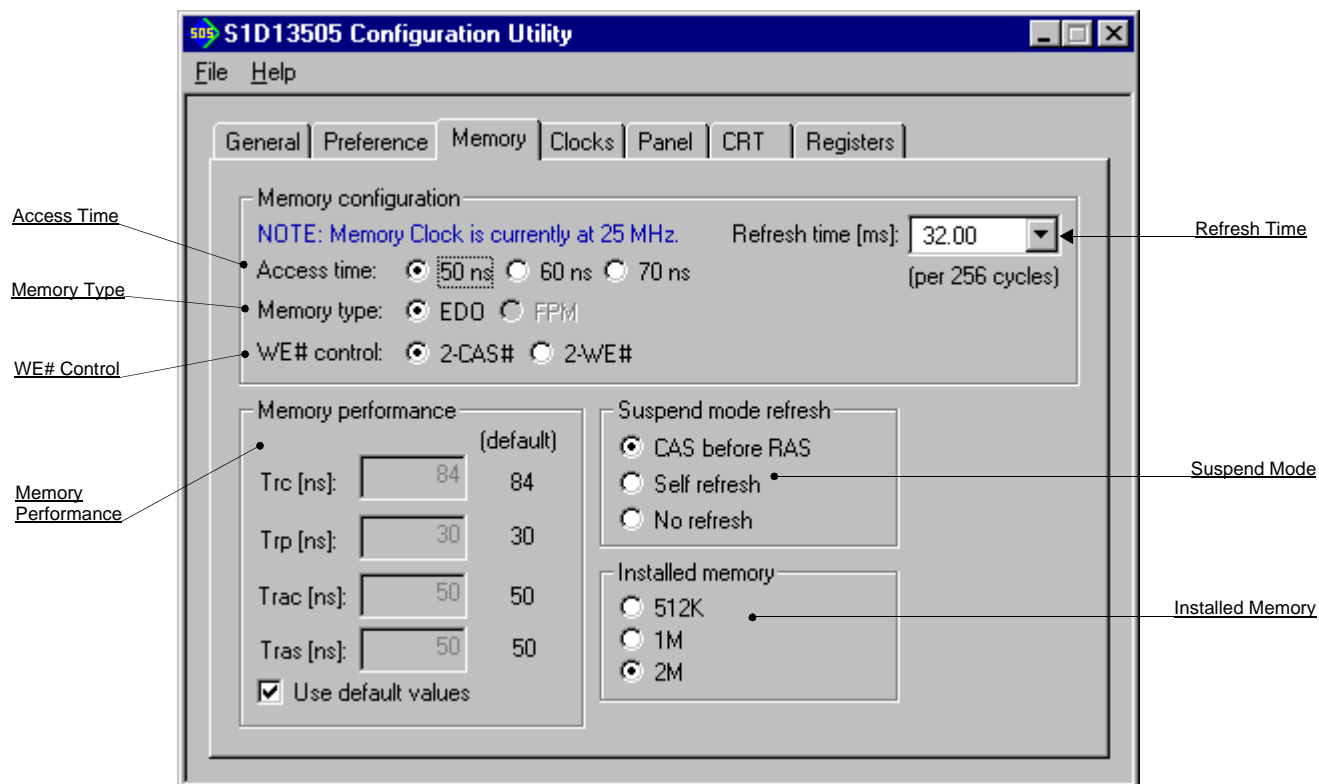 505 S1D13505 Configuration Utility
File Help
General Preference Memory Clocks Panel CRT Registers
Memory configuration
Access Time
NOTE: Memory Clock is currently at 25 MHz. Refresh time [ms]: 32.00
Refresh Time
Access time: 50 ns 60 ns 70 ns
(per 256 cycles)
Memory Type
Memory type: EDO FPM
WE# Control
WE# control: 2-CAS# 2-WE#
Memory performance
(default)
Trc [ns]: 84 84
Memory
Performance
Trp [ns]: 30 30
Trac [ns]: 50 50
Tras [ns]: 50 50
Use default values
Suspend mode refresh
CAS before RAS
Self refresh
No refresh
Suspend Mode
Installed memory
512K
1M
2M
Installed Memory